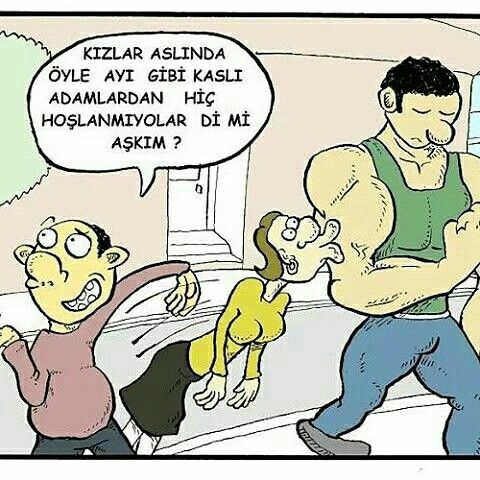 KIZLAR ASLINDA
ÖYLE AYI GİBİ KASLI
ADAMLARDAN HİÇ
HOŞLANMIYOLAR Dİ Mİ
AŞKIM ?